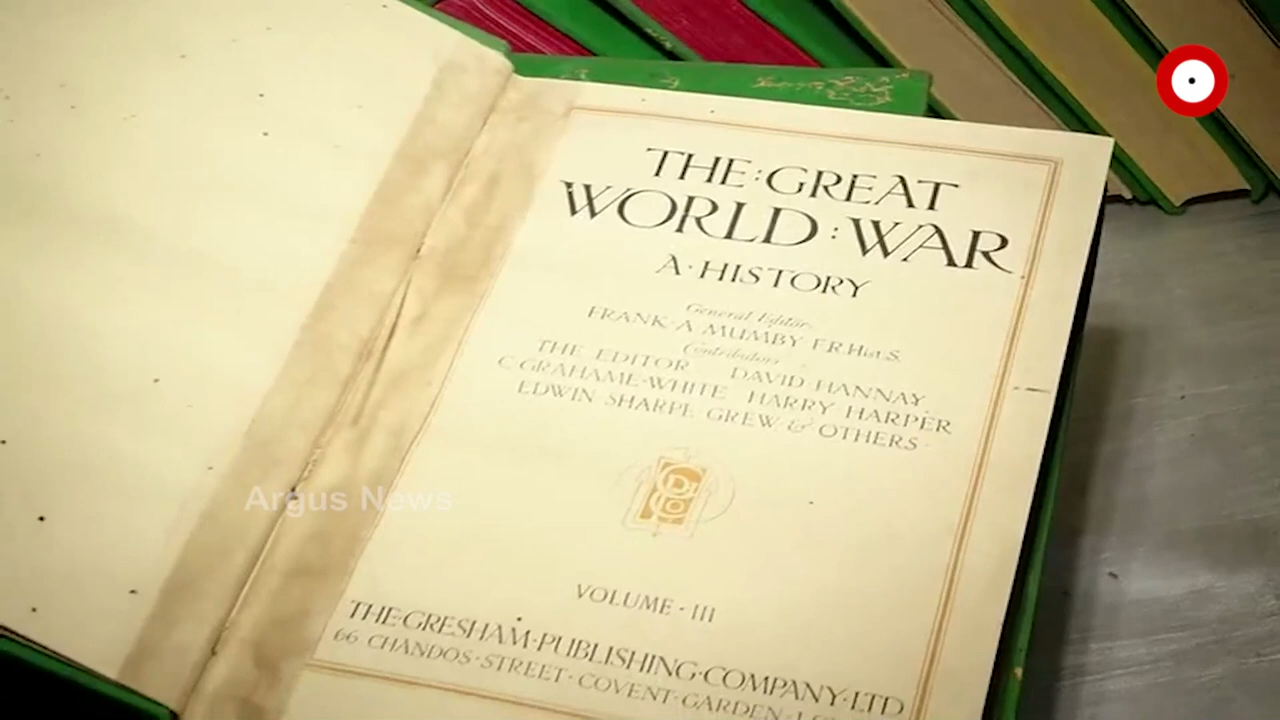 THE : GREAT
WORLD : WAR
A · HISTORY
General Editor
FRANK · A MUMBY F.R.Hist.S.
Contributors
THE EDITOR DAVID HANNAY
C GRAHAME-WHITE HARRY HARPER
EDWIN SHARPE GREW & OTHERS
VOLUME · III
THE · GRESHAM · PUBLISHING · COMPANY · LTD
66 CHANDOS · STREET · COVENT · GARDEN
Argus News